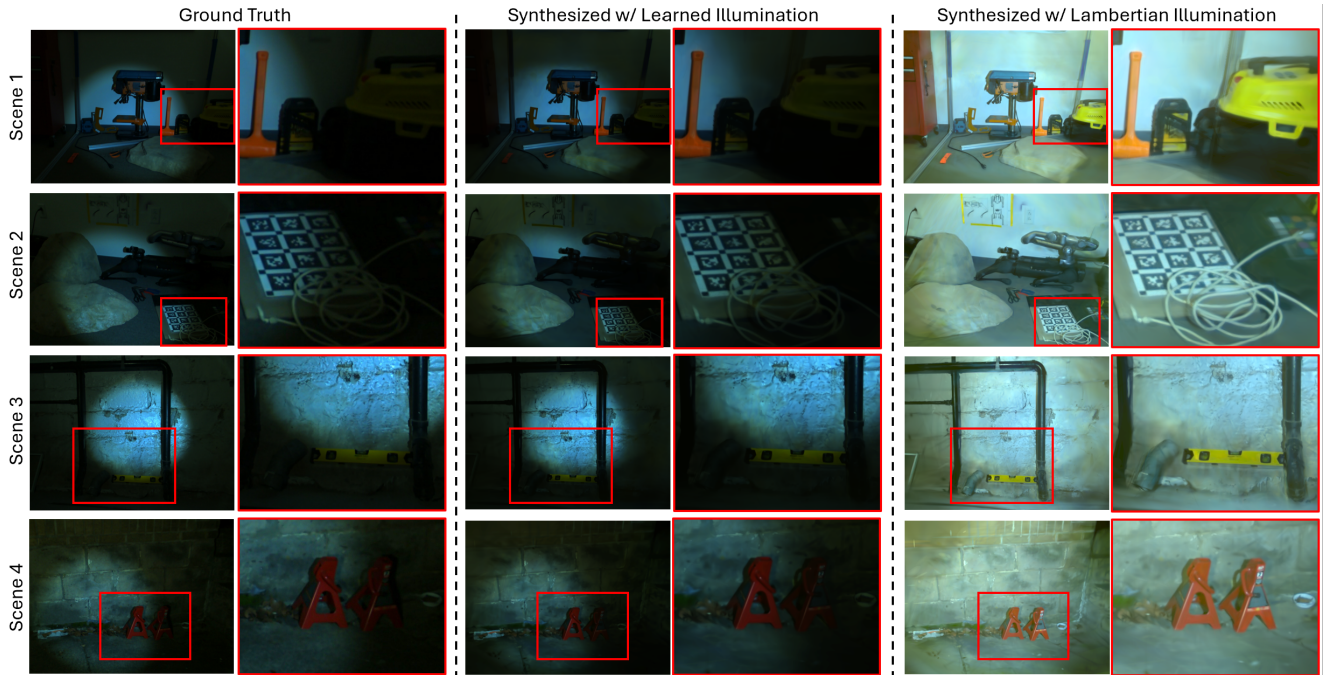 Ground Truth
Synthesized w/ Learned Illumination
Synthesized w/ Lambertian Illumination
Scene 1
Scene 2
Scene 3
Scene 4